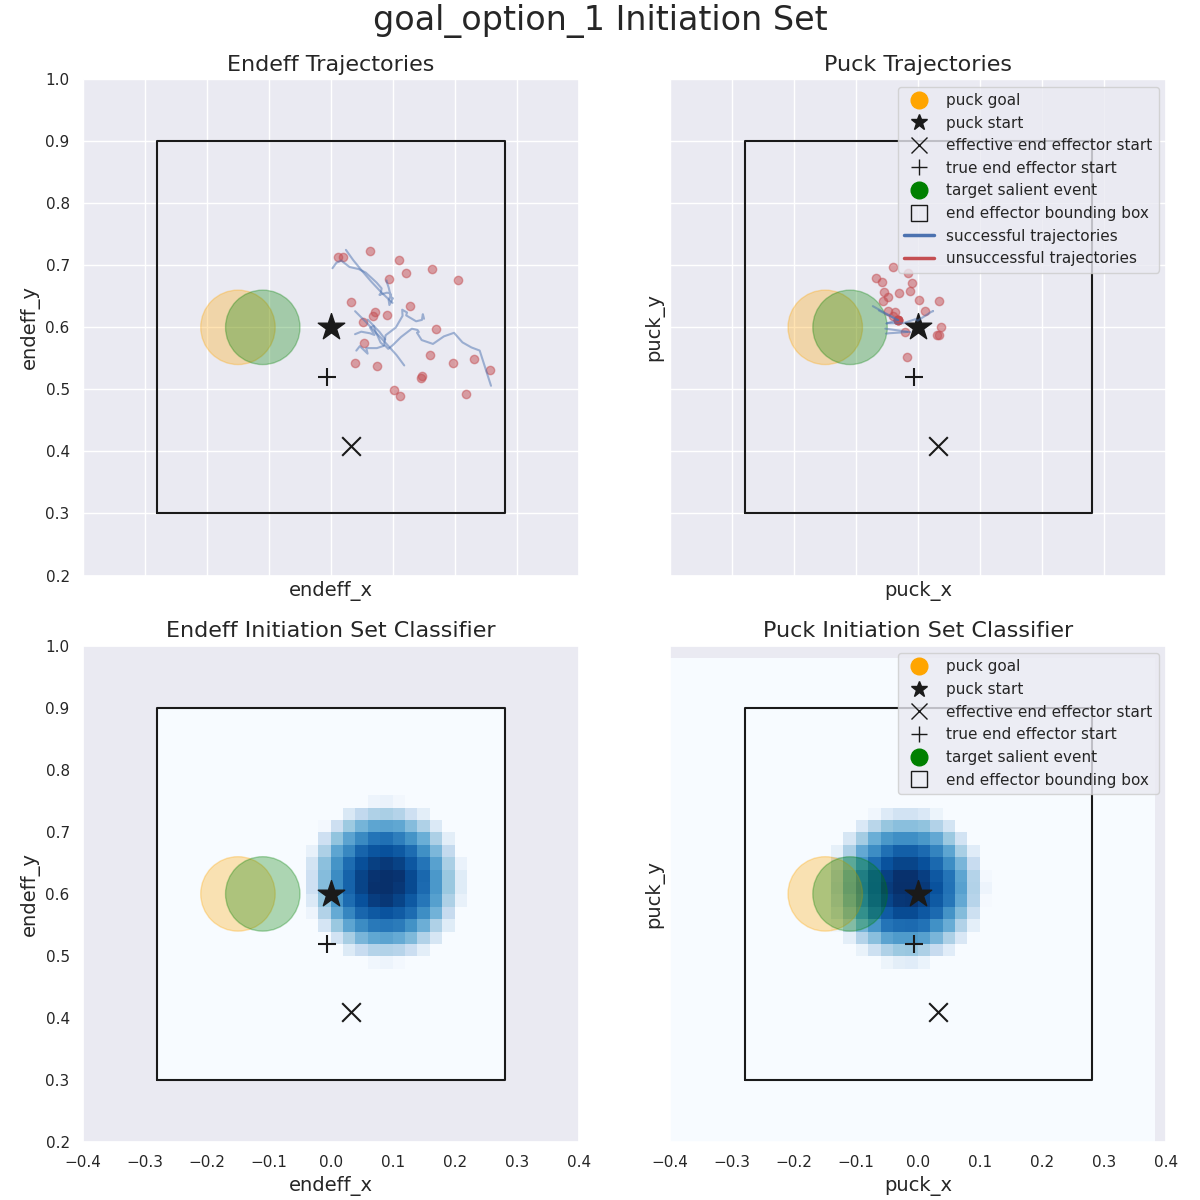 goal_option_1 Initiation Set
Endeff Trajectories
Puck Trajectories
1.0
0.9
0.8
0.7
0.6
0.5
0.4
0.3
0.2
endeff_y
endeff_x
puck_y
puck_x
puck goal
puck start
effective end effector start
true end effector start
target salient event
end effector bounding box
successful trajectories
unsuccessful trajectories
Endeff Initiation Set Classifier
Puck Initiation Set Classifier
1.0
0.9
0.8
0.7
0.6
0.5
0.4
0.3
0.2
endeff_y
−0.4 −0.3 −0.2 −0.1 0.0 0.1 0.2 0.3 0.4
endeff_x
puck_y
puck goal
puck start
effective end effector start
true end effector start
target salient event
end effector bounding box
−0.4 −0.3 −0.2 −0.1 0.0 0.1 0.2 0.3 0.4
puck_x